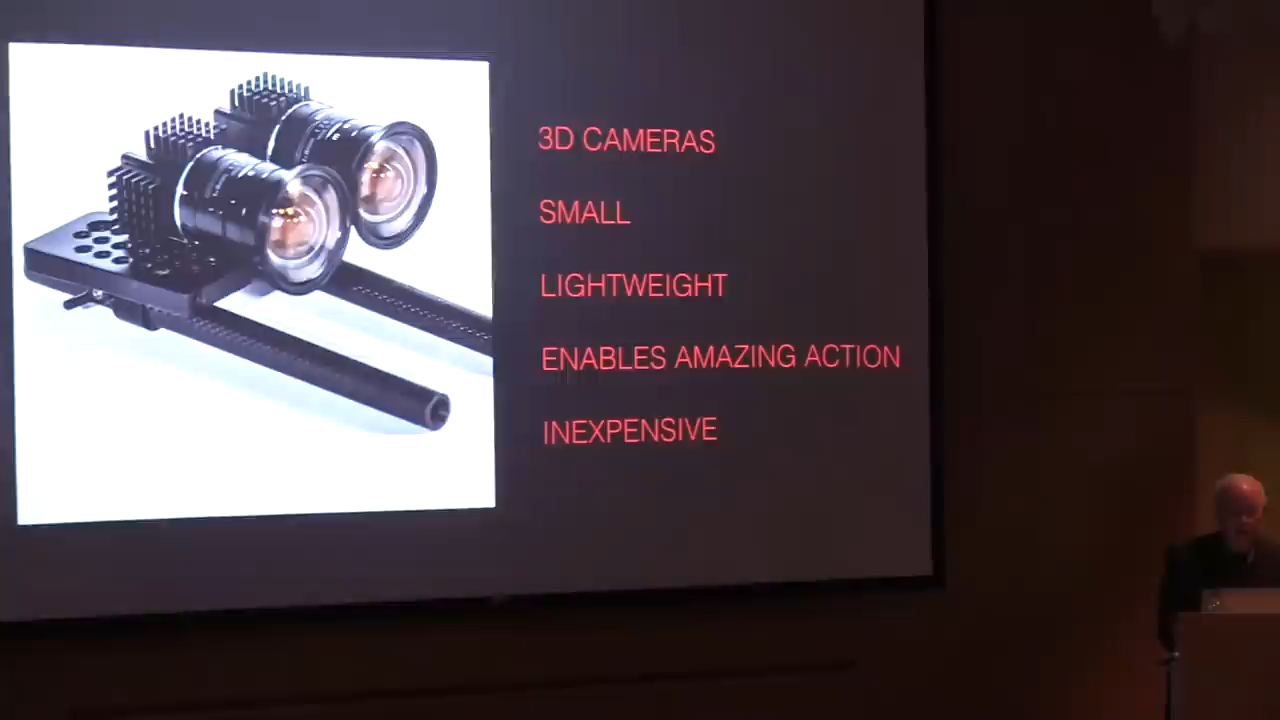 3D CAMERAS
SMALL
LIGHTWEIGHT
ENABLES AMAZING ACTION
INEXPENSIVE